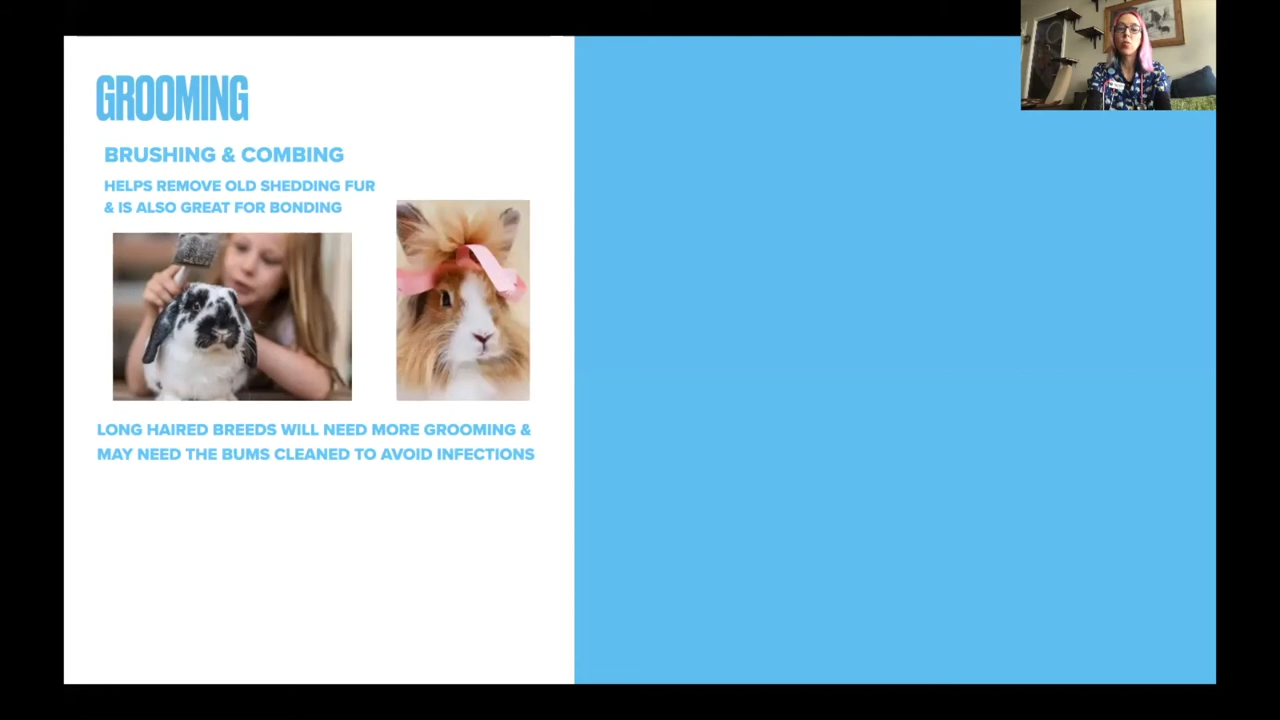 GROOMING
BRUSHING & COMBING
HELPS REMOVE OLD SHEDDING FUR
& IS ALSO GREAT FOR BONDING
LONG HAIRED BREEDS WILL NEED MORE GROOMING &
MAY NEED THE BUMS CLEANED TO AVOID INFECTIONS